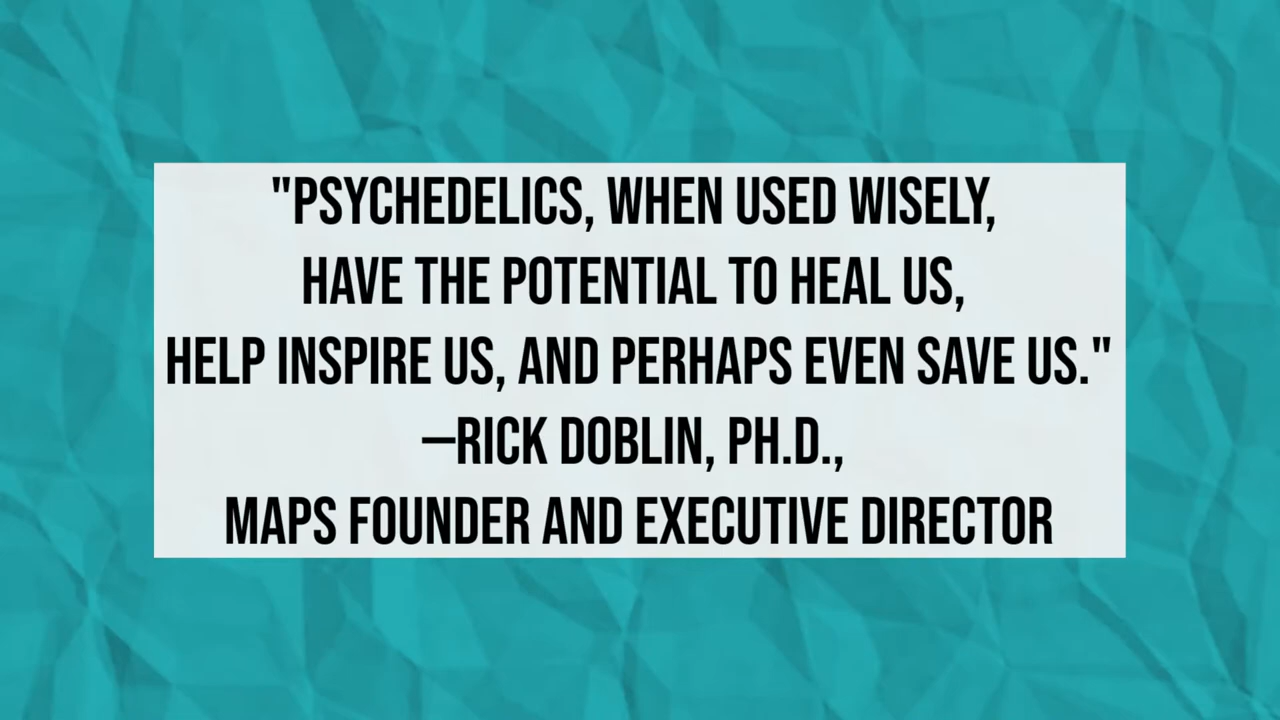 "PSYCHEDELICS, WHEN USED WISELY,
HAVE THE POTENTIAL TO HEAL US,
HELP INSPIRE US, AND PERHAPS EVEN SAVE US."
—RICK DOBLIN, PH.D.,
MAPS FOUNDER AND EXECUTIVE DIRECTOR